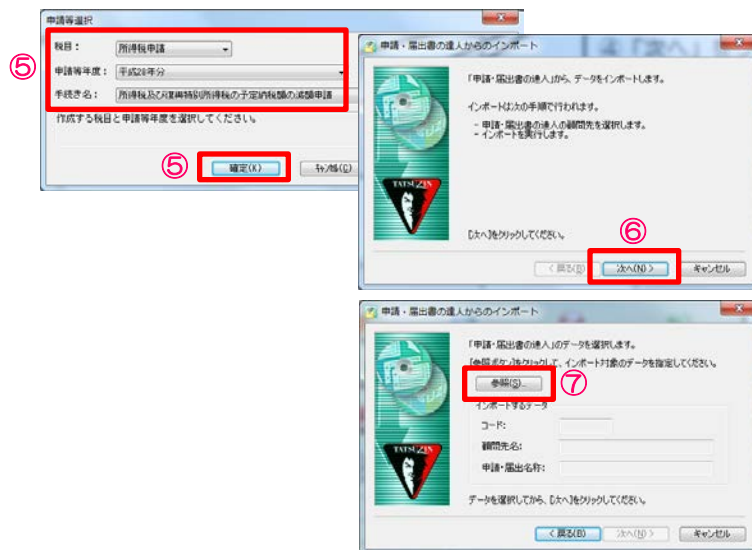 申請等選択
⑤
税目：
所得税申請
申請等年度：
平成28年分
手続き名：
所得税及び復興特別所得税の予定納税額の減額申請
作成する税目と申請等年度を選択してください。
⑤
確定(K)
ｷｬﾝｾﾙ(C)
④「次へ」
申請・届出書の達人からのインポート
「申請・届出書の達人」から、データをインポートします。
インポートは次の手順で行われます。
- 申請・届出書の達人の顧問先を選択します。
- インポートを実行します。
TATSUZIN
[次へ]をクリックしてください。
⑥
< 戻る(B)
次へ(N) >
キャンセル
申請・届出書の達人からのインポート
「申請・届出書の達人」のデータを選択します。
[参照ボタン]をクリックして、インポート対象のデータを指定してください。
参照(S)...
⑦
インポートするデータ
コード：
顧問先名：
申請・届出名称：
TATSUZIN
データを選択してから、[次へ]をクリックしてください。
< 戻る(B)
次へ(N) >
キャンセル